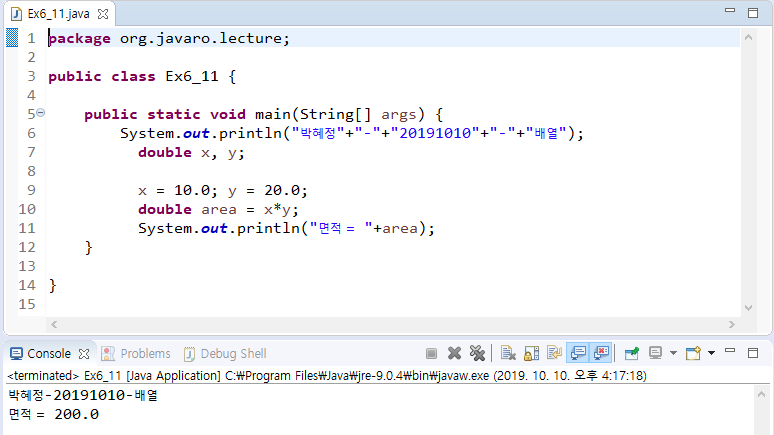 Ex6_11.java
1 package org.javaro.lecture;
2
3 public class Ex6_11 {
4
5 public static void main(String[] args) {
6 System.out.println("박혜정"+"-"+"20191010"+"-"+"배열");
7 double x, y;
8
9 x = 10.0; y = 20.0;
10 double area = x*y;
11 System.out.println("면적 = "+area);
12 }
13
14 }
15
Console Problems Debug Shell
<terminated> Ex6_11 [Java Application] C:₩Program Files₩Java₩jre-9.0.4₩bin₩javaw.exe (2019. 10. 10. 오후 4:17:18)
박혜정-20191010-배열
면적 = 200.0